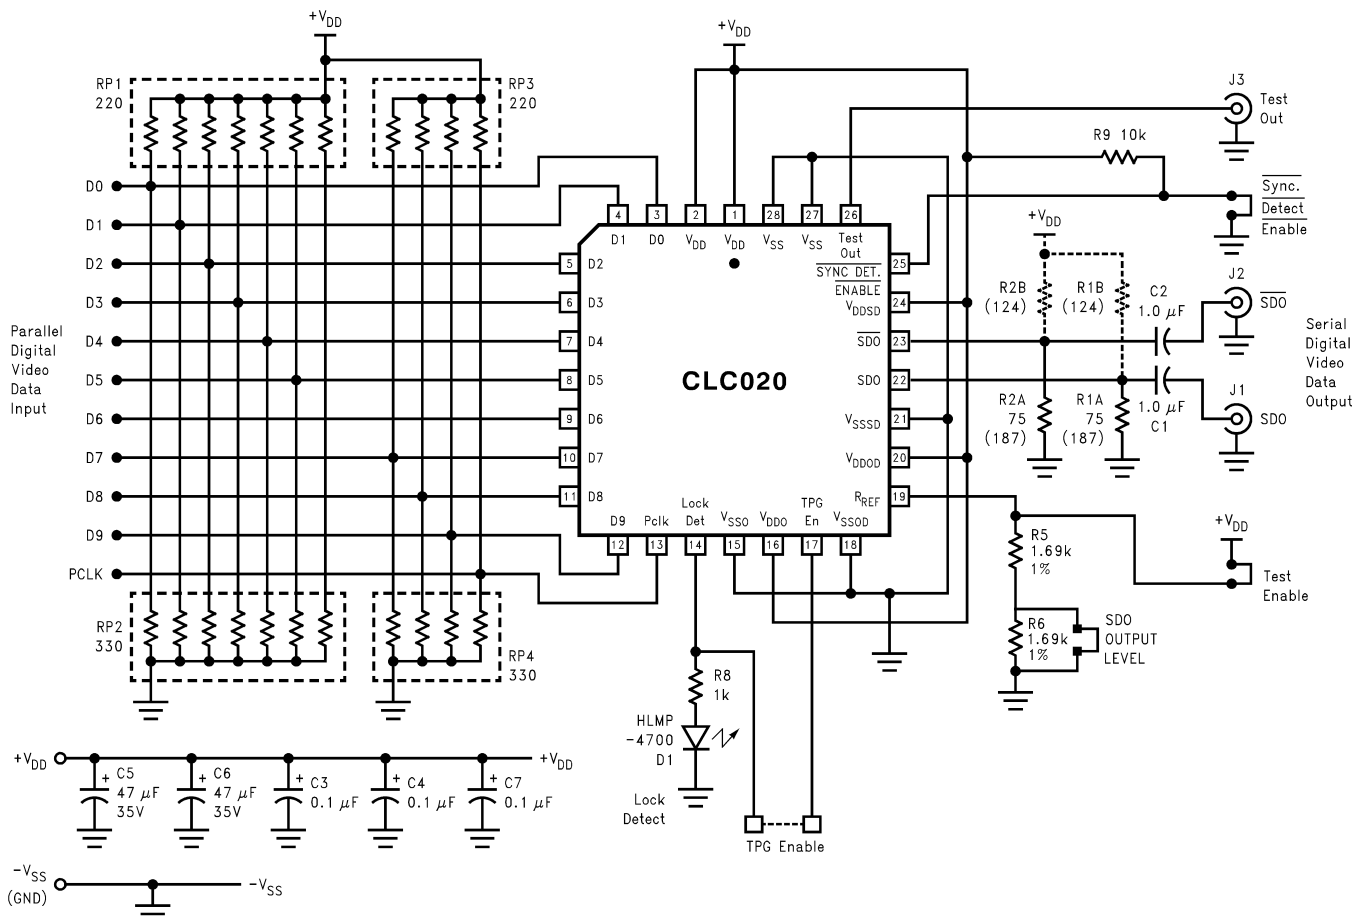 +VDD
RP1
220
RP3
220
D0
D1
D2
D3
D4
D5
D6
D7
D8
D9
PCLK
Parallel
Digital
Video
Data
Input
RP2
330
RP4
330
+VDD
4
3
2
1
28
27
26
D1
D0
VDD
VDD
VSS
VSS
Test
Out
5
D2
6
D3
7
D4
8
D5
9
D6
10
D7
11
D8
CLC020
SYNC DET.
ENABLE
25
VDDSD
24
SDO
23
SDO
22
VSSSD
21
VDDOD
20
RREF
19
D9
Pclk
Lock
Det
VSSO
VDDO
TPG
En
VSSOD
12
13
14
15
16
17
18
J3
Test
Out
R9 10k
Sync.
Detect
Enable
+VDD
R2B
(124)
R1B
(124)
C2
1.0 µF
J2
SDO
Serial
Digital
Video
Data
Output
R2A
75
(187)
R1A
75
(187)
1.0 µF
C1
J1
SDO
R5
1.69k
1%
+VDD
Test
Enable
R6
1.69k
1%
SDO
OUTPUT
LEVEL
R8
1k
HLMP
-4700
D1
Lock
Detect
TPG Enable
+VDD
+VDD
+ C5
47 µF
35V
+ C6
47 µF
35V
+ C3
0.1 µF
+ C4
0.1 µF
+ C7
0.1 µF
-VSS
(GND)
-VSS